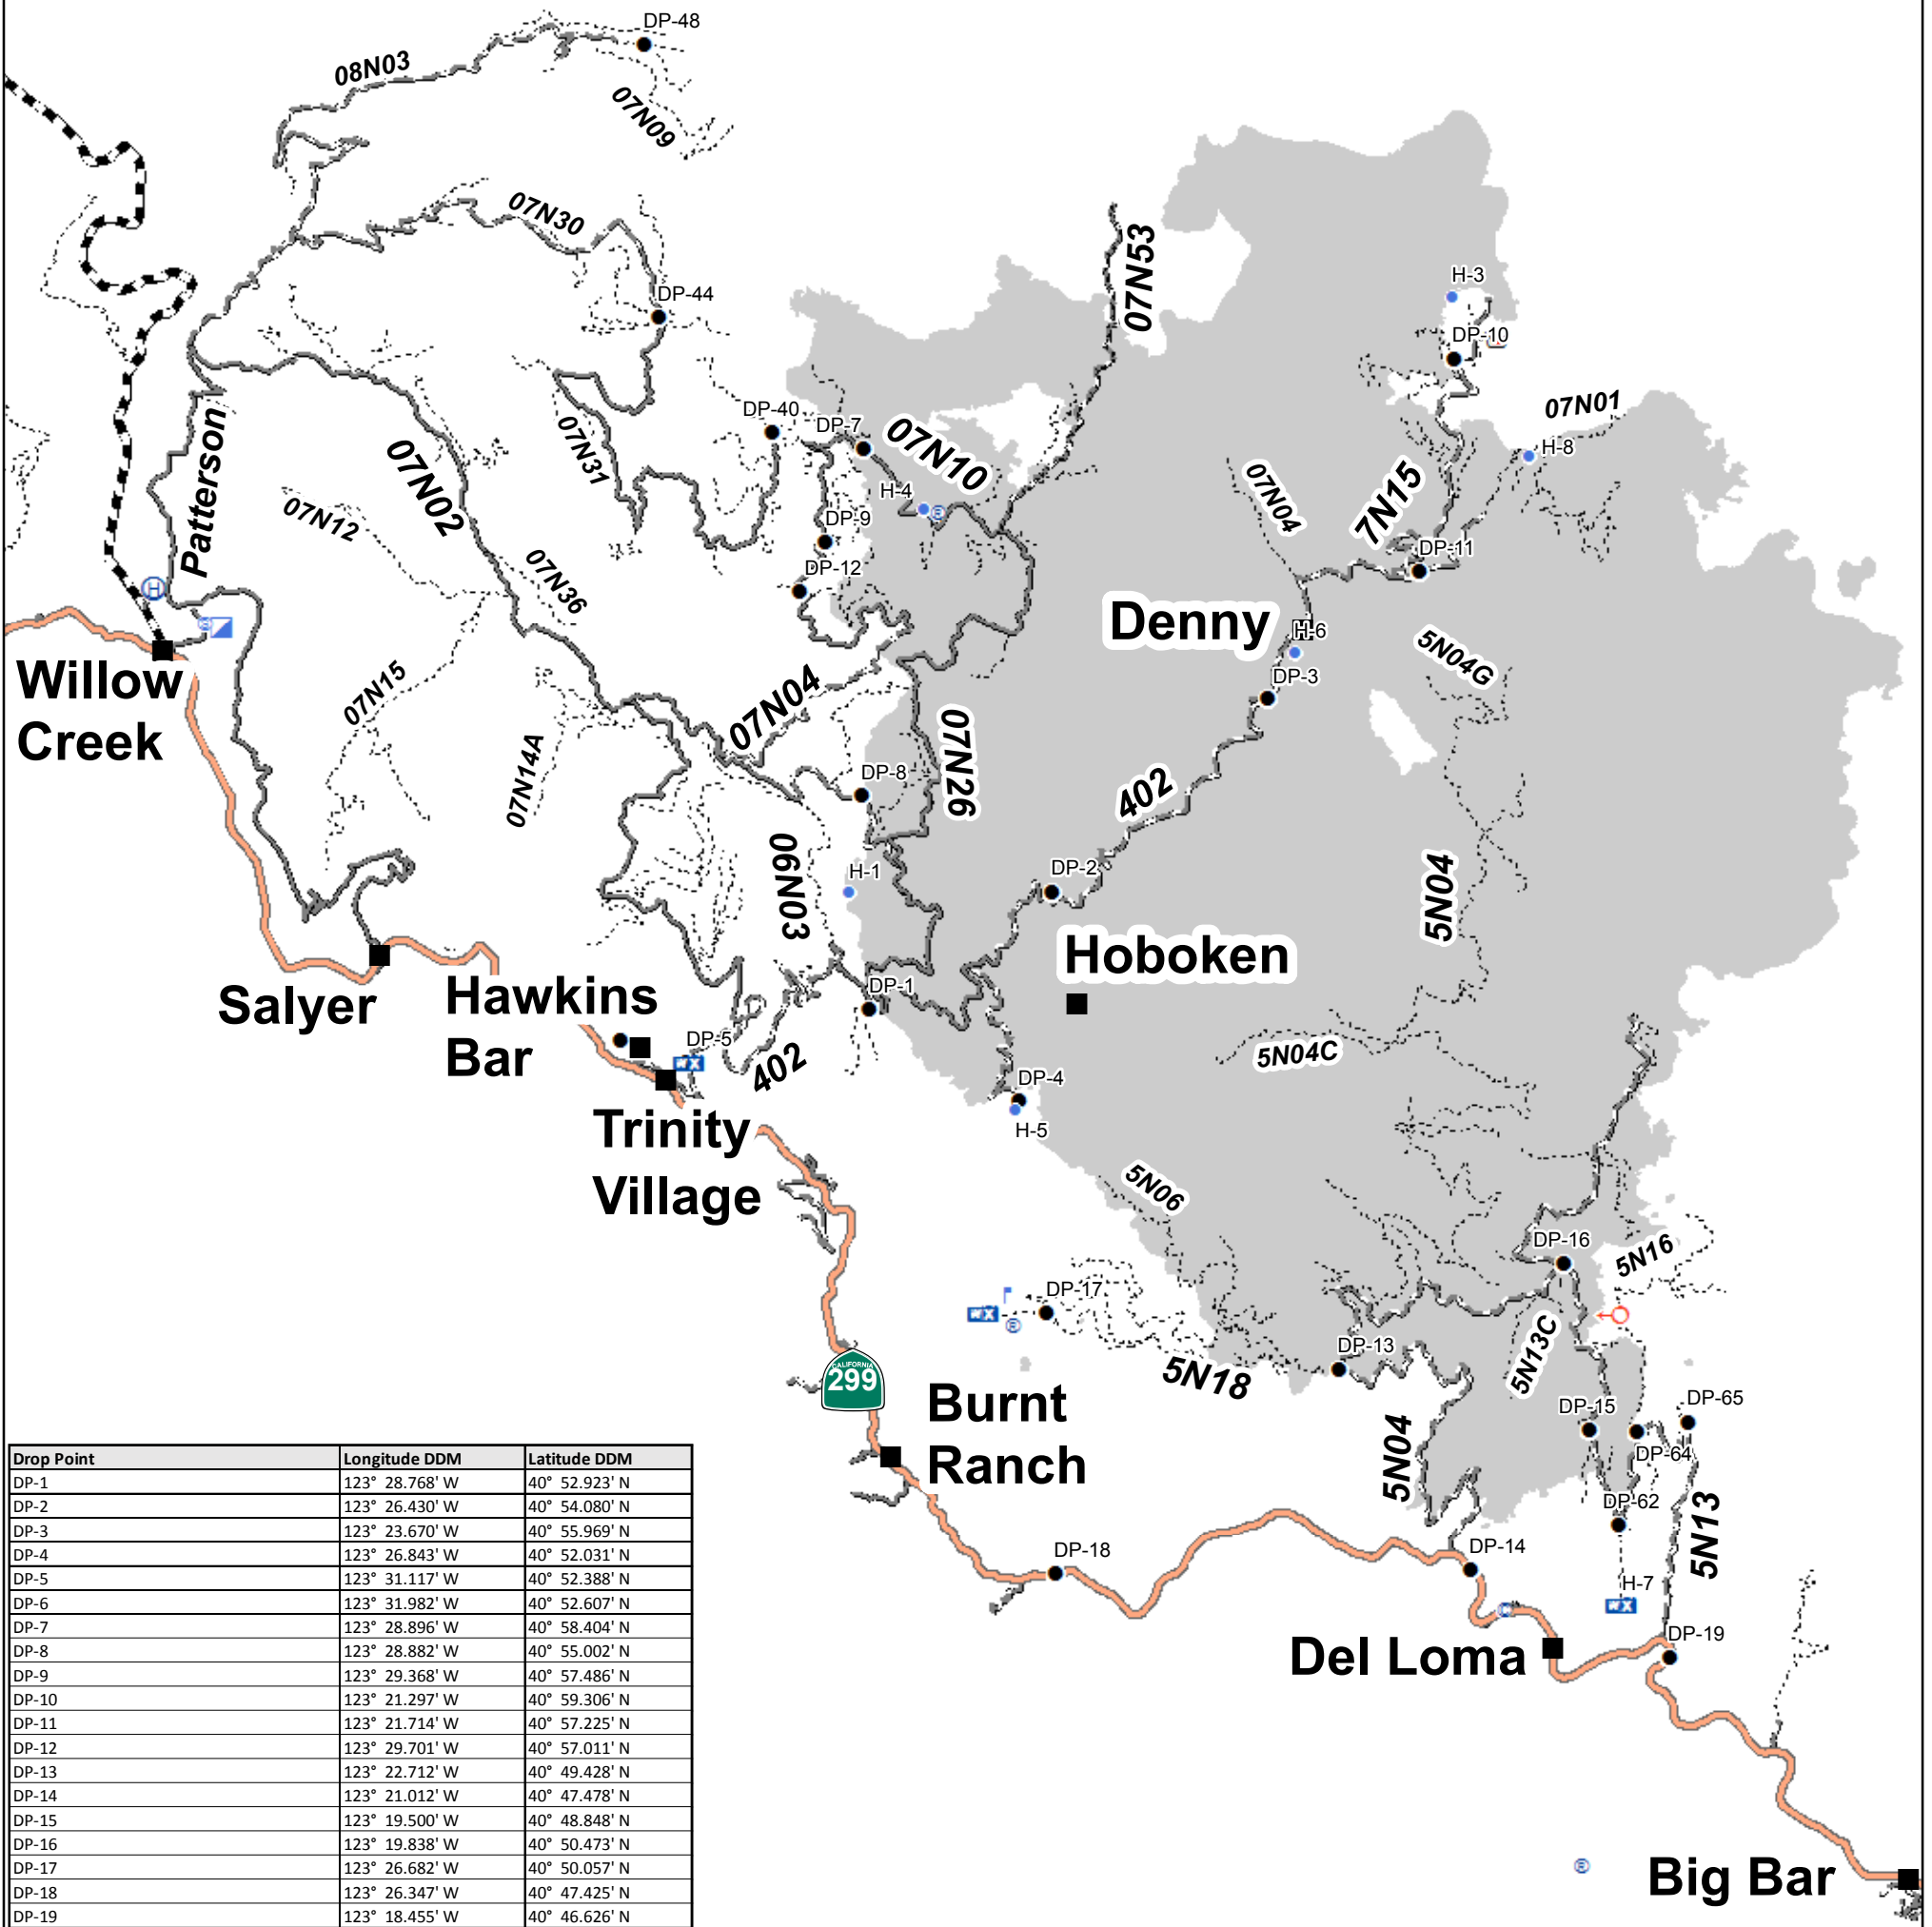 DP-48
08N03
07N09
07N30
07N53
H-3
DP-44
DP-10
07N01
DP-40
DP-7
07N10
Patterson
07N02
07N31
H-8
07N12
H-4
07N04
7N15
DP-9
DP-11
07N36
DP-12
Denny
H-6
5N04G
Willow
Creek
07N15
07N04
DP-3
07N14A
07N26
402
DP-8
06N03
H-1
DP-2
5N04
Hoboken
Salyer
Hawkins
Bar
DP-1
DP-5
402
5N04C
DP-4
H-5
Trinity
Village
5N06
DP-16
5N16
DP-17
5N13C
DP-13
5N18
CALIFORNIA
299
Burnt
Ranch
DP-15
DP-65
DP-64
5N04
DP-62
5N13
DP-18
DP-14
H-7
WX
DP-19
Del Loma
Big Bar
Drop Point Longitude DDM Latitude DDM
DP-1 123° 28.768' W 40° 52.923' N
DP-2 123° 26.430' W 40° 54.080' N
DP-3 123° 23.670' W 40° 55.969' N
DP-4 123° 26.843' W 40° 52.031' N
DP-5 123° 31.117' W 40° 52.388' N
DP-6 123° 31.982' W 40° 52.607' N
DP-7 123° 28.896' W 40° 58.404' N
DP-8 123° 28.882' W 40° 55.002' N
DP-9 123° 29.368' W 40° 57.486' N
DP-10 123° 21.297' W 40° 59.306' N
DP-11 123° 21.714' W 40° 57.225' N
DP-12 123° 29.701' W 40° 57.011' N
DP-13 123° 22.712' W 40° 49.428' N
DP-14 123° 21.012' W 40° 47.478' N
DP-15 123° 19.500' W 40° 48.848' N
DP-16 123° 19.838' W 40° 50.473' N
DP-17 123° 26.682' W 40° 50.057' N
DP-18 123° 26.347' W 40° 47.425' N
DP-19 123° 18.455' W 40° 46.626' N